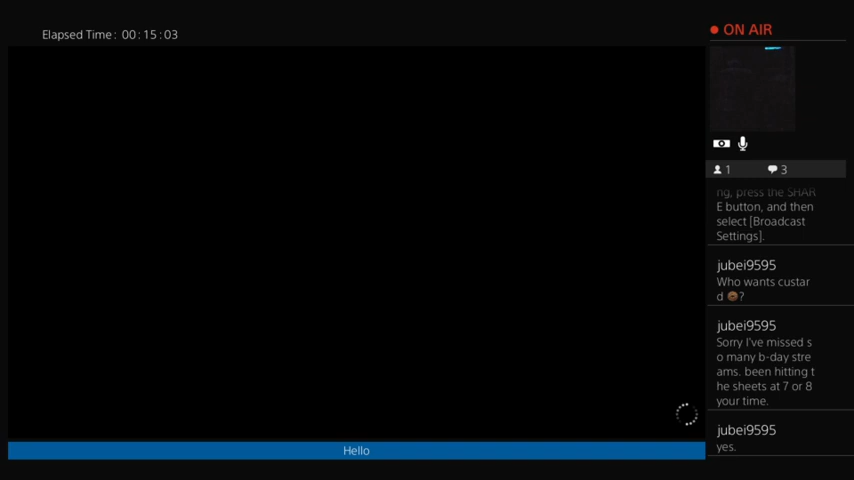 Elapsed Time: 00:15:03
ON AIR
1 3
ng, press the SHAR
E button, and then
select [Broadcast
Settings].
jubei9595
Who wants custar
d ?
jubei9595
Sorry I've missed s
o many b-day stre
ams. been hitting t
he sheets at 7 or 8
your time.
jubei9595
yes.
Hello